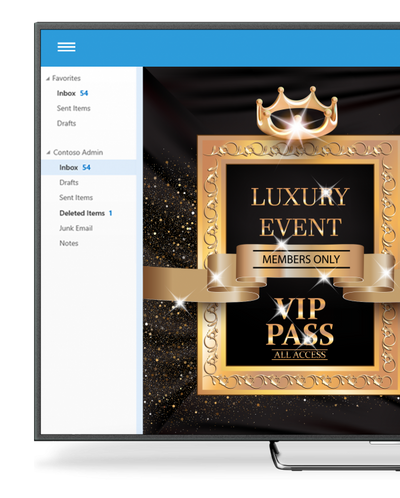 Favorites
Inbox 54
Sent Items
Drafts
Contoso Admin
Inbox 54
Drafts
Sent Items
Deleted Items 1
Junk Email
Notes
LUXURY
EVENT
MEMBERS ONLY
VIP
PASS
ALL ACCESS